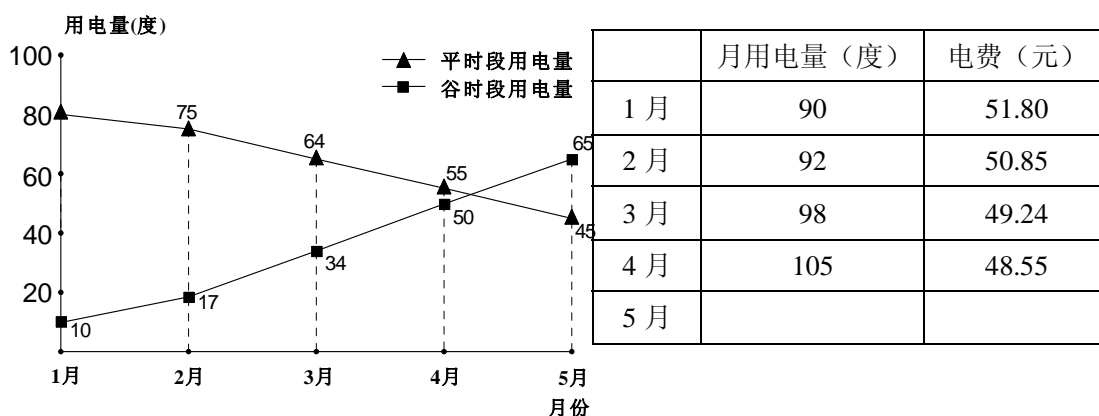 用电量(度)
100
80
60
40
20
平时段用电量
谷时段用电量
75
64
55
65
10
17
34
50
45
1月
2月
3月
4月
5月
月份
月用电量（度） 电费（元）
1月 90 51.80
2月 92 50.85
3月 98 49.24
4月 105 48.55
5月